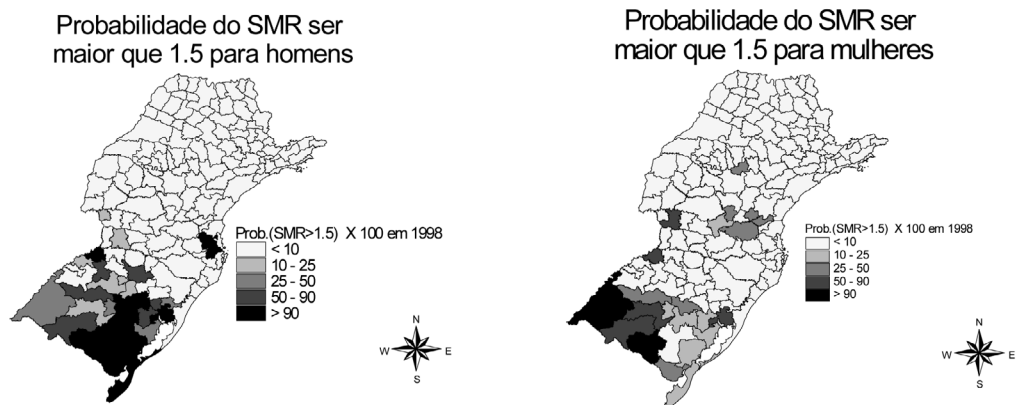 Probabilidade do SMR ser
maior que 1.5 para homens
Prob.(SMR>1.5) X 100 em 1998
< 10
10 - 25
25 - 50
50 - 90
> 90
N
W
E
S
Probabilidade do SMR ser
maior que 1.5 para mulheres
Prob.(SMR>1.5) X 100 em 1998
< 10
10 - 25
25 - 50
50 - 90
> 90
N
W
E
S